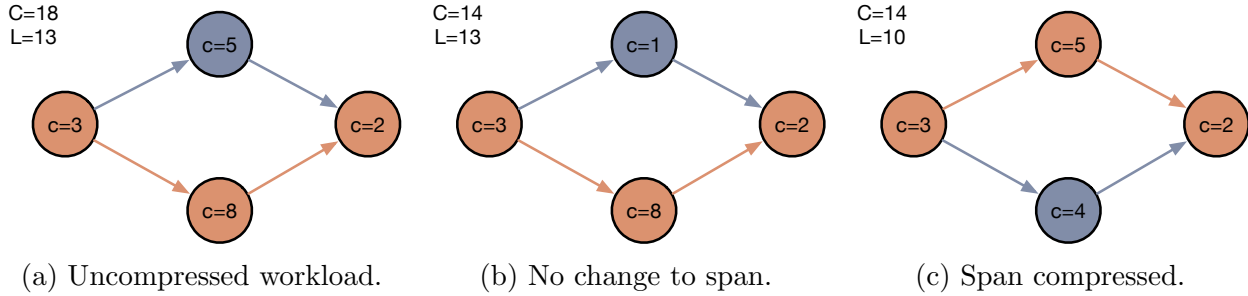 C=18
L=13
c=5
c=3
c=2
c=8
(a) Uncompressed workload.
C=14
L=13
c=1
c=3
c=2
c=8
(b) No change to span.
C=14
L=10
c=5
c=3
c=2
c=4
(c) Span compressed.